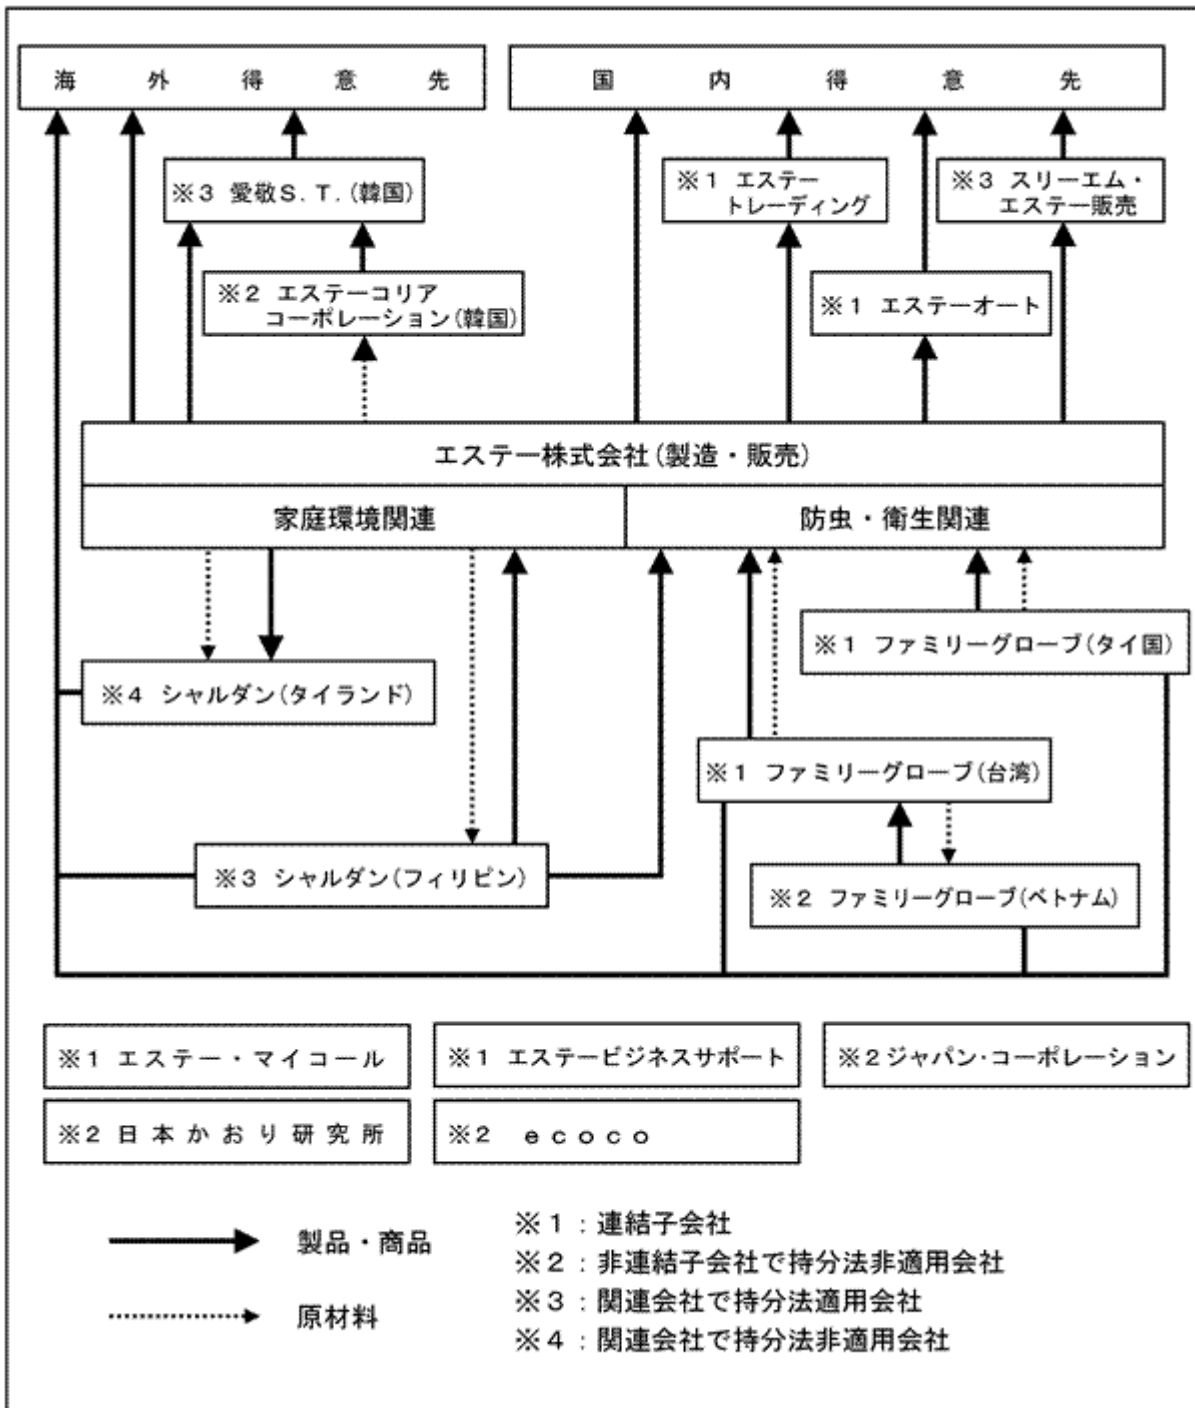 海外得意先
国内得意先
※3 愛敬S.T.(韓国)
※1 エステー
トレーディング
※3 スリーエム・
エステー販売
※2 エステーコリア
コーポレーション(韓国)
※1 エステーオート
エステー株式会社(製造・販売)
家庭環境関連
防虫・衛生関連
※1 ファミリーグローブ(タイ国)
※4 シャルダン(タイランド)
※1 ファミリーグローブ(台湾)
※3 シャルダン(フィリピン)
※2 ファミリーグローブ(ベトナム)
※1 エステー・マイコール
※1 エステービジネスサポート
※2ジャパン・コーポレーション
※2 日本かおり研究所
※2 ecoco
製品・商品
原材料
※1:連結子会社
※2:非連結子会社で持分法非適用会社
※3:関連会社で持分法適用会社
※4:関連会社で持分法非適用会社